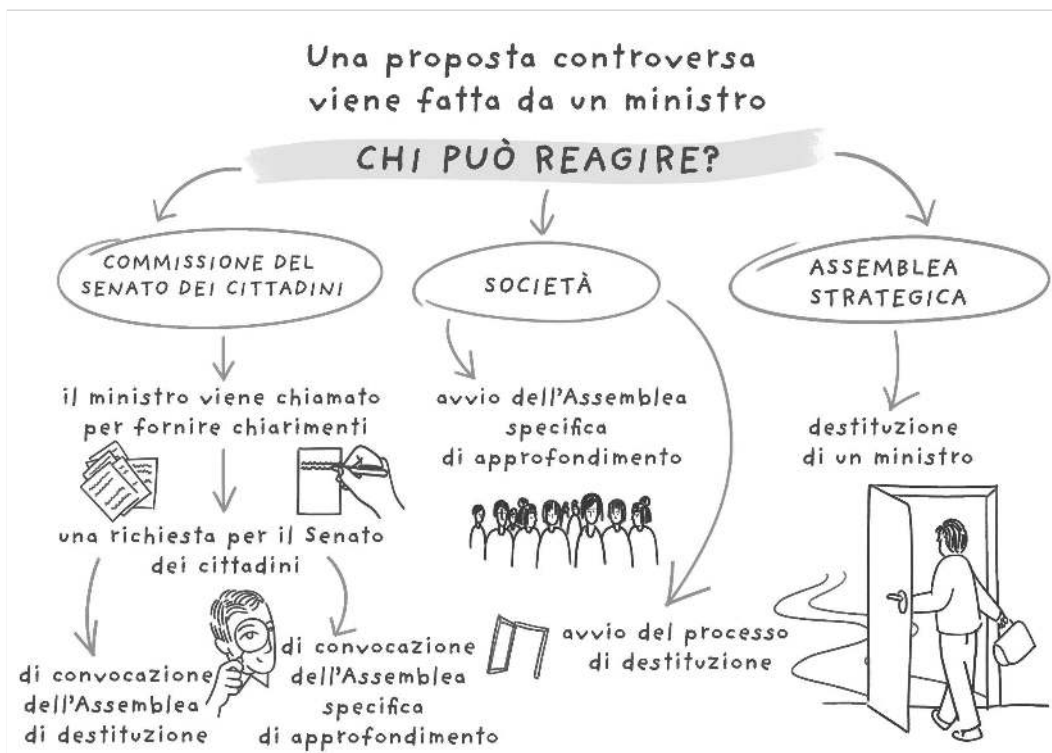 Una proposta controversa
viene fatta da un ministro
CHI PUÒ REAGIRE?
COMMISSIONE DEL
SENATO DEI CITTADINI
il ministro viene chiamato
per fornire chiarimenti
una richiesta per il Senato
dei cittadini
di convocazione
dell'Assemblea
di destituzione
di convocazione
dell'Assemblea
specifica
di approfondimento
SOCIETÀ
avvio dell'Assemblea
specifica
di approfondimento
avvio del processo
di destituzione
ASSEMBLEA
STRATEGICA
destituzione
di un ministro